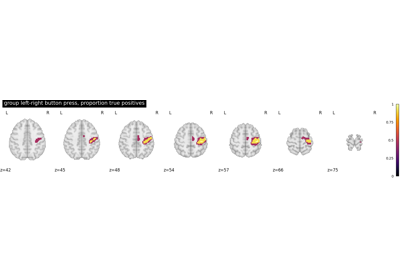 group left-right button press, proportion true positives
L R L R L R L R L R L R L R
1
0.75
0.5
0.25
0
z=42 z=45 z=48 z=54 z=57 z=66 z=75